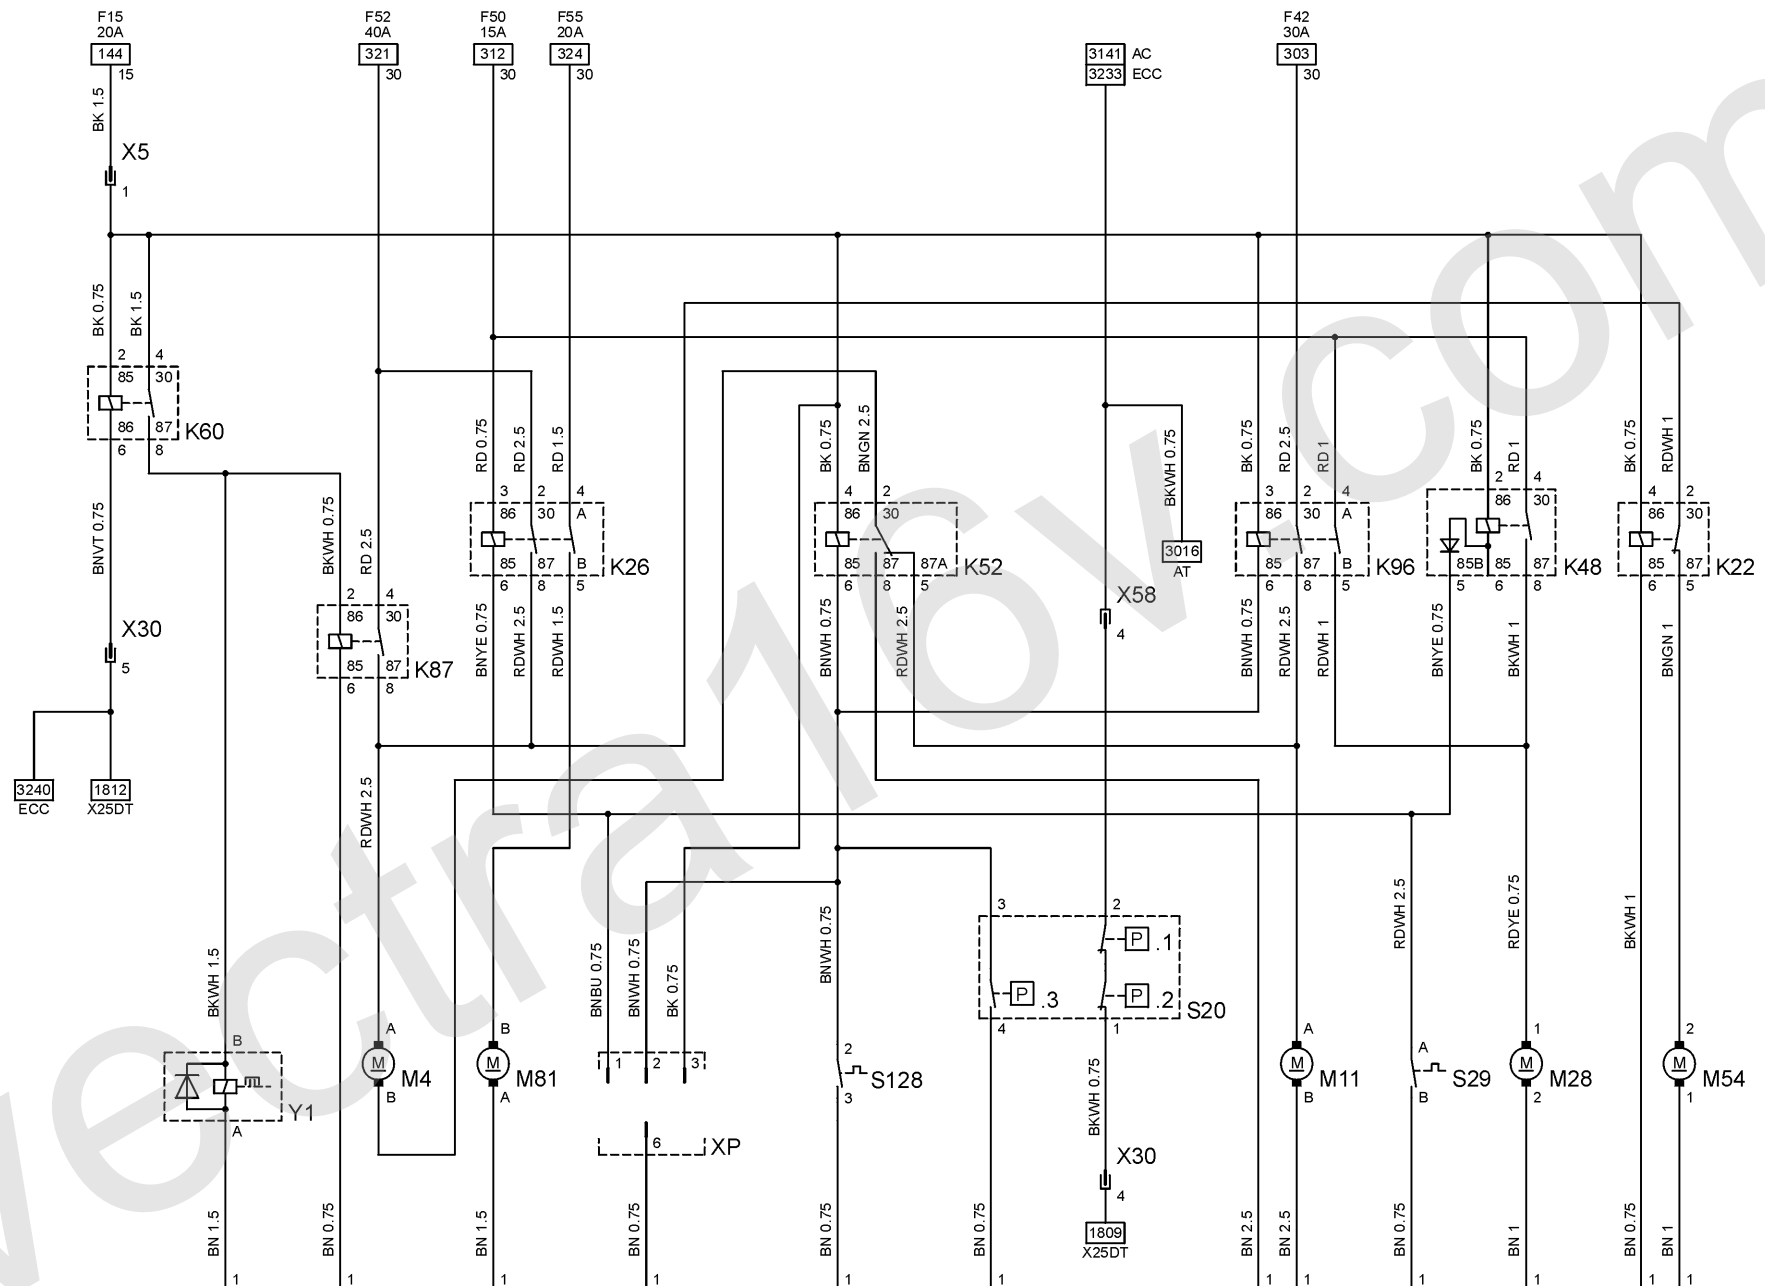 F15
20A
144
15
F52
40A
321
30
F50
15A
312
30
F55
20A
324
30
3141 AC
3233 ECC
F42
30A
303
30
BK 1.5
X5
1
BK 0.75
BK 1.5
2 4
85 30
86 87
K60
6 8
BNVT 0.75
X30
5
3240
ECC
1812
X25DT
BKWH 0.75
RD 2.5
2 4
86 30
85 87
K87
6 8
RDWH 2.5
RD 0.75
RD 2.5
RD 1.5
3 2 4
86 30 A
85 87 B
K26
6 8 5
BNYE 0.75
RDWH 2.5
RDWH 1.5
BK 0.75
BNGN 2.5
4 2
86 30
85 87 87A
K52
6 8 5
BNWH 0.75
RDWH 2.5
BKWH 0.75
3016
AT
X58
4
BK 0.75
RD 2.5
RD 1
3 2 4
86 30 A
85 87 B
K96
6 8 5
BNWH 0.75
RDWH 2.5
RDWH 1
BK 0.75
RD 1
2 4
86 30
85B 85 87
K48
5 6 8
BNYE 0.75
BKWH 1
BK 0.75
RDWH 1
4 2
86 30
85 87
K22
6 5
BNGN 1
BKWH 1.5
B
Y1
A
BN 1.5
1
BN 0.75
1
A
M
M4
B
B
M
M81
A
BN 1.5
1
BNBU 0.75
BNWH 0.75
BK 0.75
1 2 3
6
XP
BN 0.75
1
BNWH 0.75
2
S128
3
BN 0.75
1
3 2
P .1
P .3
P .2
S20
4 1
BN 0.75
1
BKWH 0.75
X30
4
1809
X25DT
BN 2.5
1
A
M
M11
B
BN 2.5
1
RDWH 2.5
A
S29
B
BN 0.75
1
RDYE 0.75
1
M
M28
2
BN 1
1
BKWH 1
BN 0.75
1
2
M
M54
1
BN 1
1
vectra16v.com